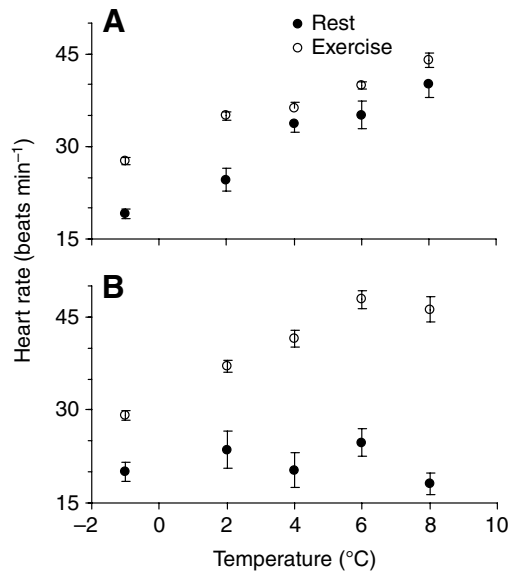 A
Rest
Exercise
45
30
15
B
45
30
15
−2 0 2 4 6 8 10
Temperature (°C)
Heart rate (beats min⁻¹)